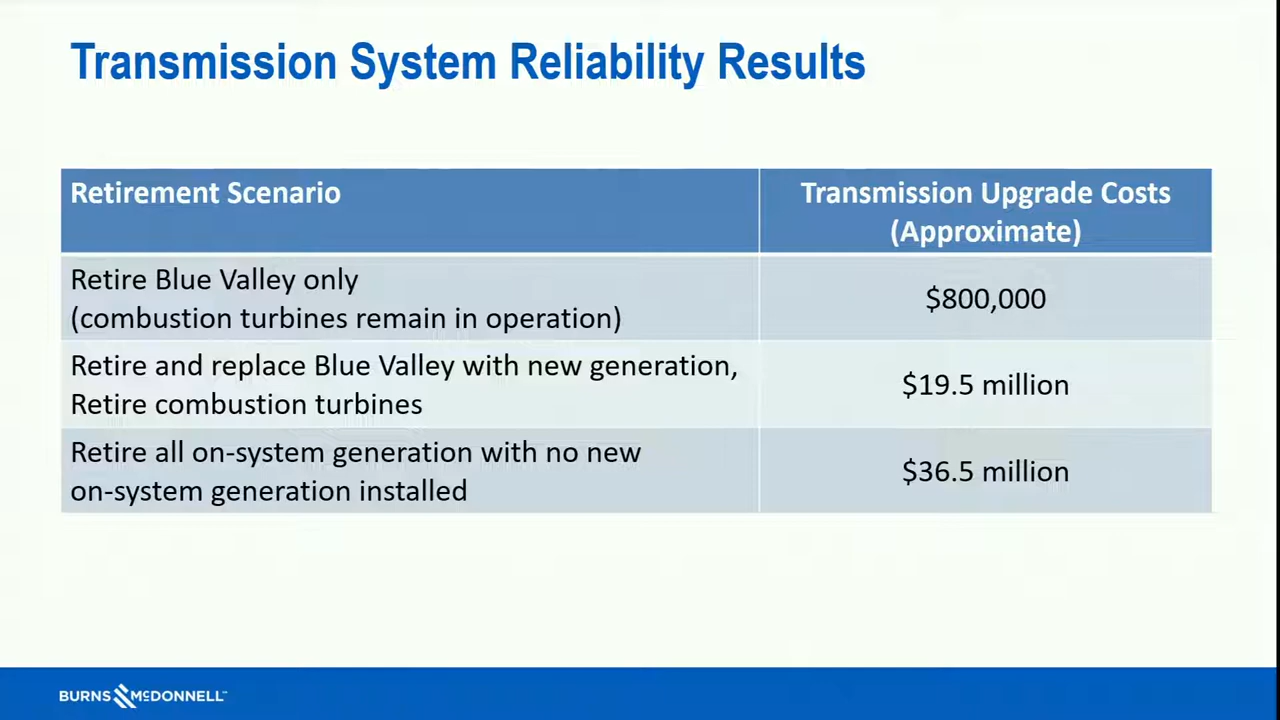 Transmission System Reliability Results
Retirement Scenario
Transmission Upgrade Costs
(Approximate)
Retire Blue Valley only
(combustion turbines remain in operation)
$800,000
Retire and replace Blue Valley with new generation,
Retire combustion turbines
$19.5 million
Retire all on-system generation with no new
on-system generation installed
$36.5 million
BURNS McDONNELL